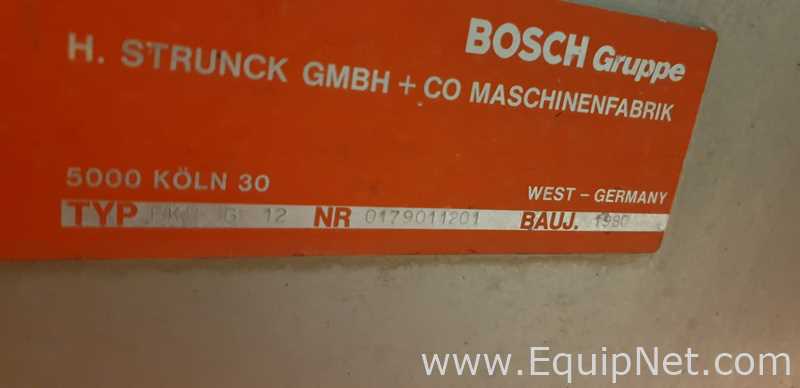 BOSCH Gruppe
H. STRUNCK GMBH + CO MASCHINENFABRIK
5000 KÖLN 30
WEST - GERMANY
TYP G 12 NR 0179011201 BAUJ. 1980
www.EquipNet.com